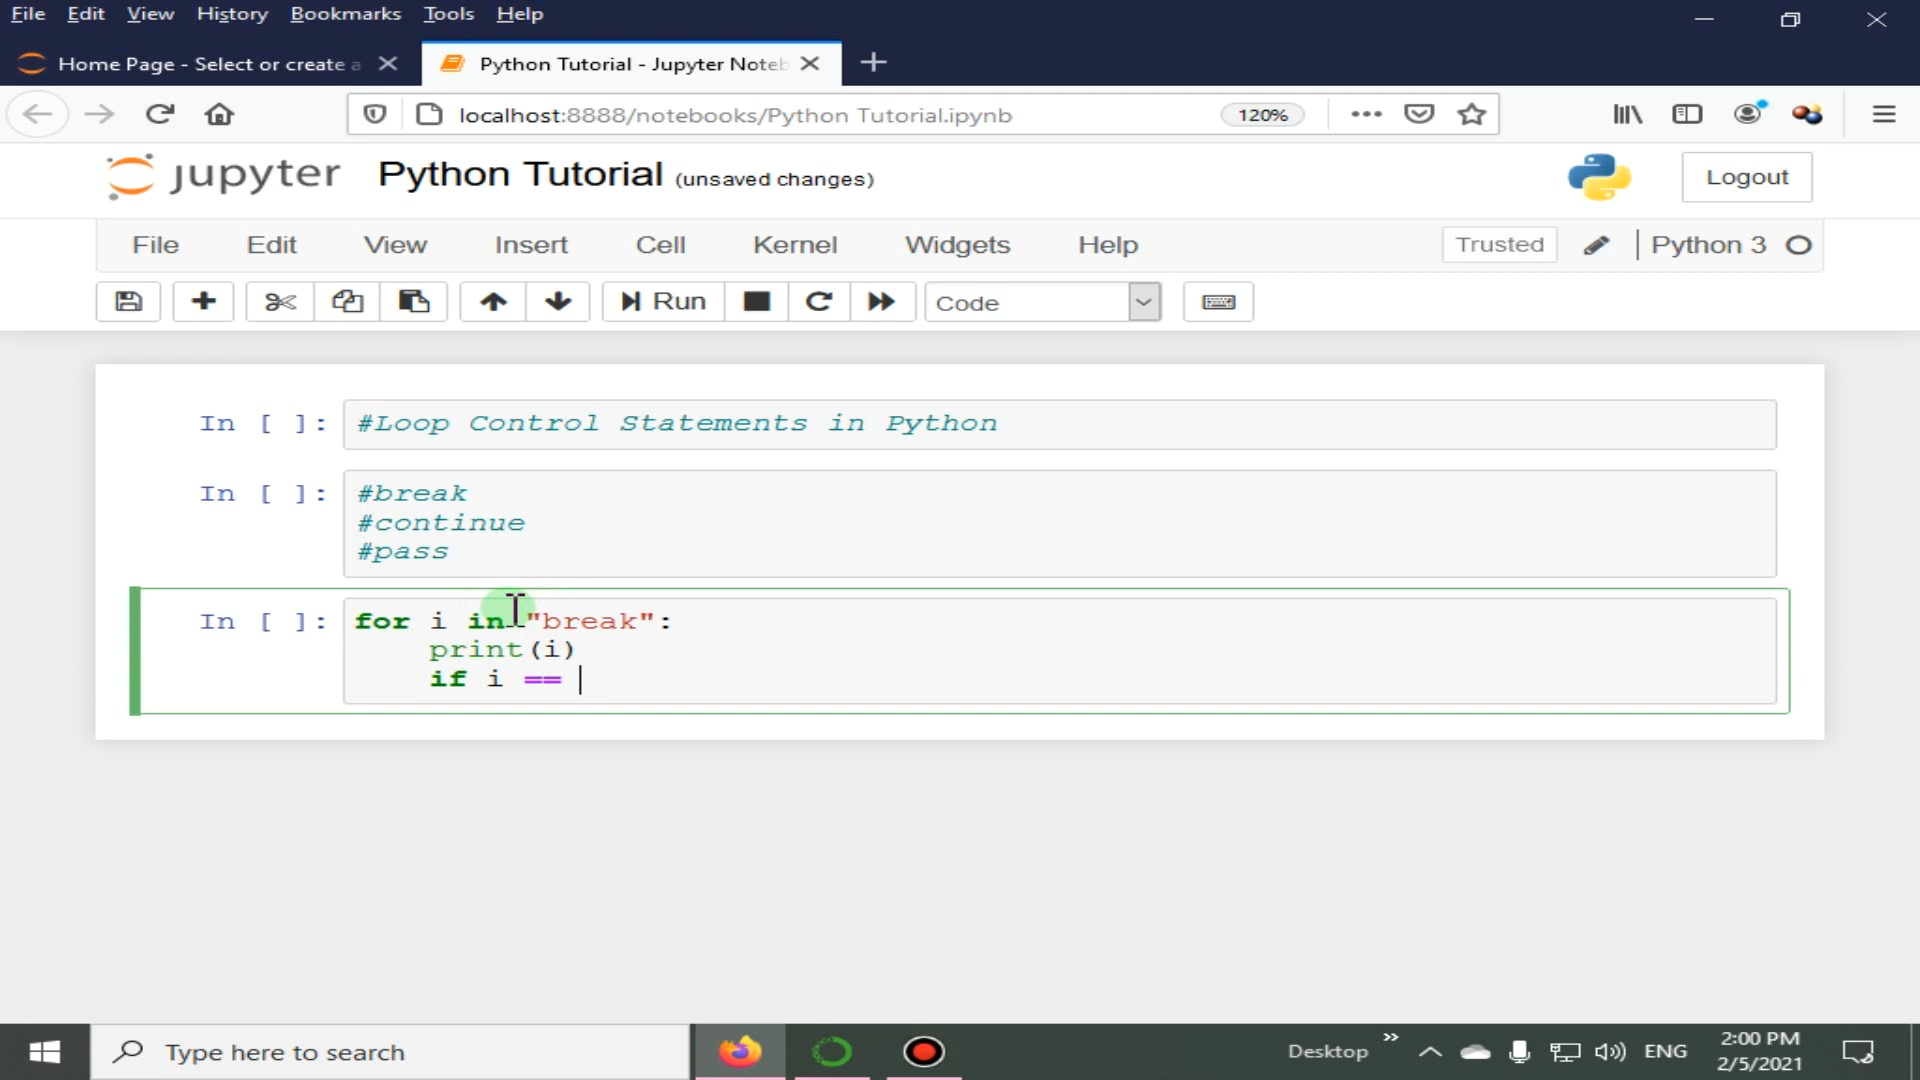 File Edit View History Bookmarks Tools Help
Home Page - Select or create a
Python Tutorial - Jupyter Noteb
localhost:8888/notebooks/Python Tutorial.ipynb
120%
jupyter Python Tutorial (unsaved changes)
Logout
File Edit View Insert Cell Kernel Widgets Help
Trusted
Python 3
Run
Code
In [ ]: #Loop Control Statements in Python
In [ ]: #break
#continue
#pass
In [ ]: for i in "break":
print(i)
if i ==
Type here to search
Desktop
ENG
2:00 PM
2/5/2021